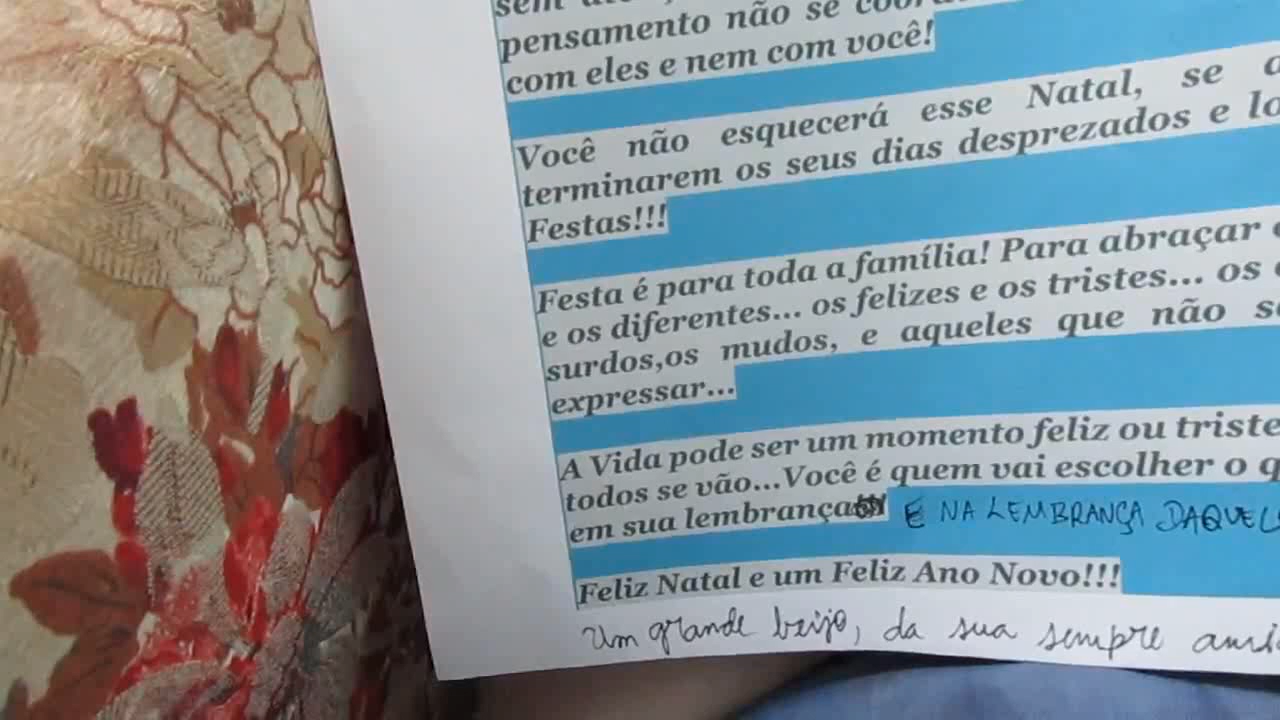 pensamento não se
com eles e nem com você!
Você não esquecerá esse Natal, se
terminarem os seus dias desprezados e
Festas!!!
Festa é para toda a família! Para abraçar
e os diferentes... os felizes e os tristes... os
surdos,os mudos, e aqueles que não
expressar...
A Vida pode ser um momento feliz ou triste
todos se vão...Você é quem vai escolher o
em sua lembrança E NA LEMBRANÇA
Feliz Natal e um Feliz Ano Novo!!!
Um grande beijo, da sua sempre